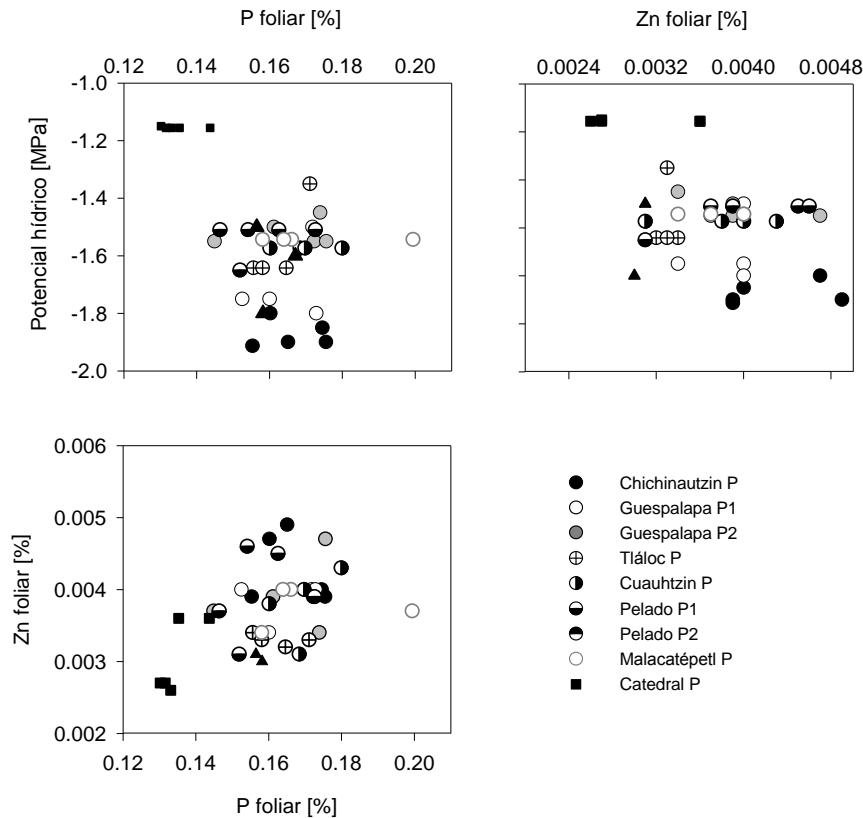 P foliar [%]
0.12 0.14 0.16 0.18 0.20
Zn foliar [%]
0.0024 0.0032 0.0040 0.0048
Potencial hídrico [MPa]
-1.0
-1.2
-1.4
-1.6
-1.8
-2.0
Zn foliar [%]
0.006
0.005
0.004
0.003
0.002
0.12 0.14 0.16 0.18 0.20
P foliar [%]
Chichinautzin P
Guespalapa P1
Guespalapa P2
Tláloc P
Cuauhtzin P
Pelado P1
Pelado P2
Malacatépetl P
Catedral P